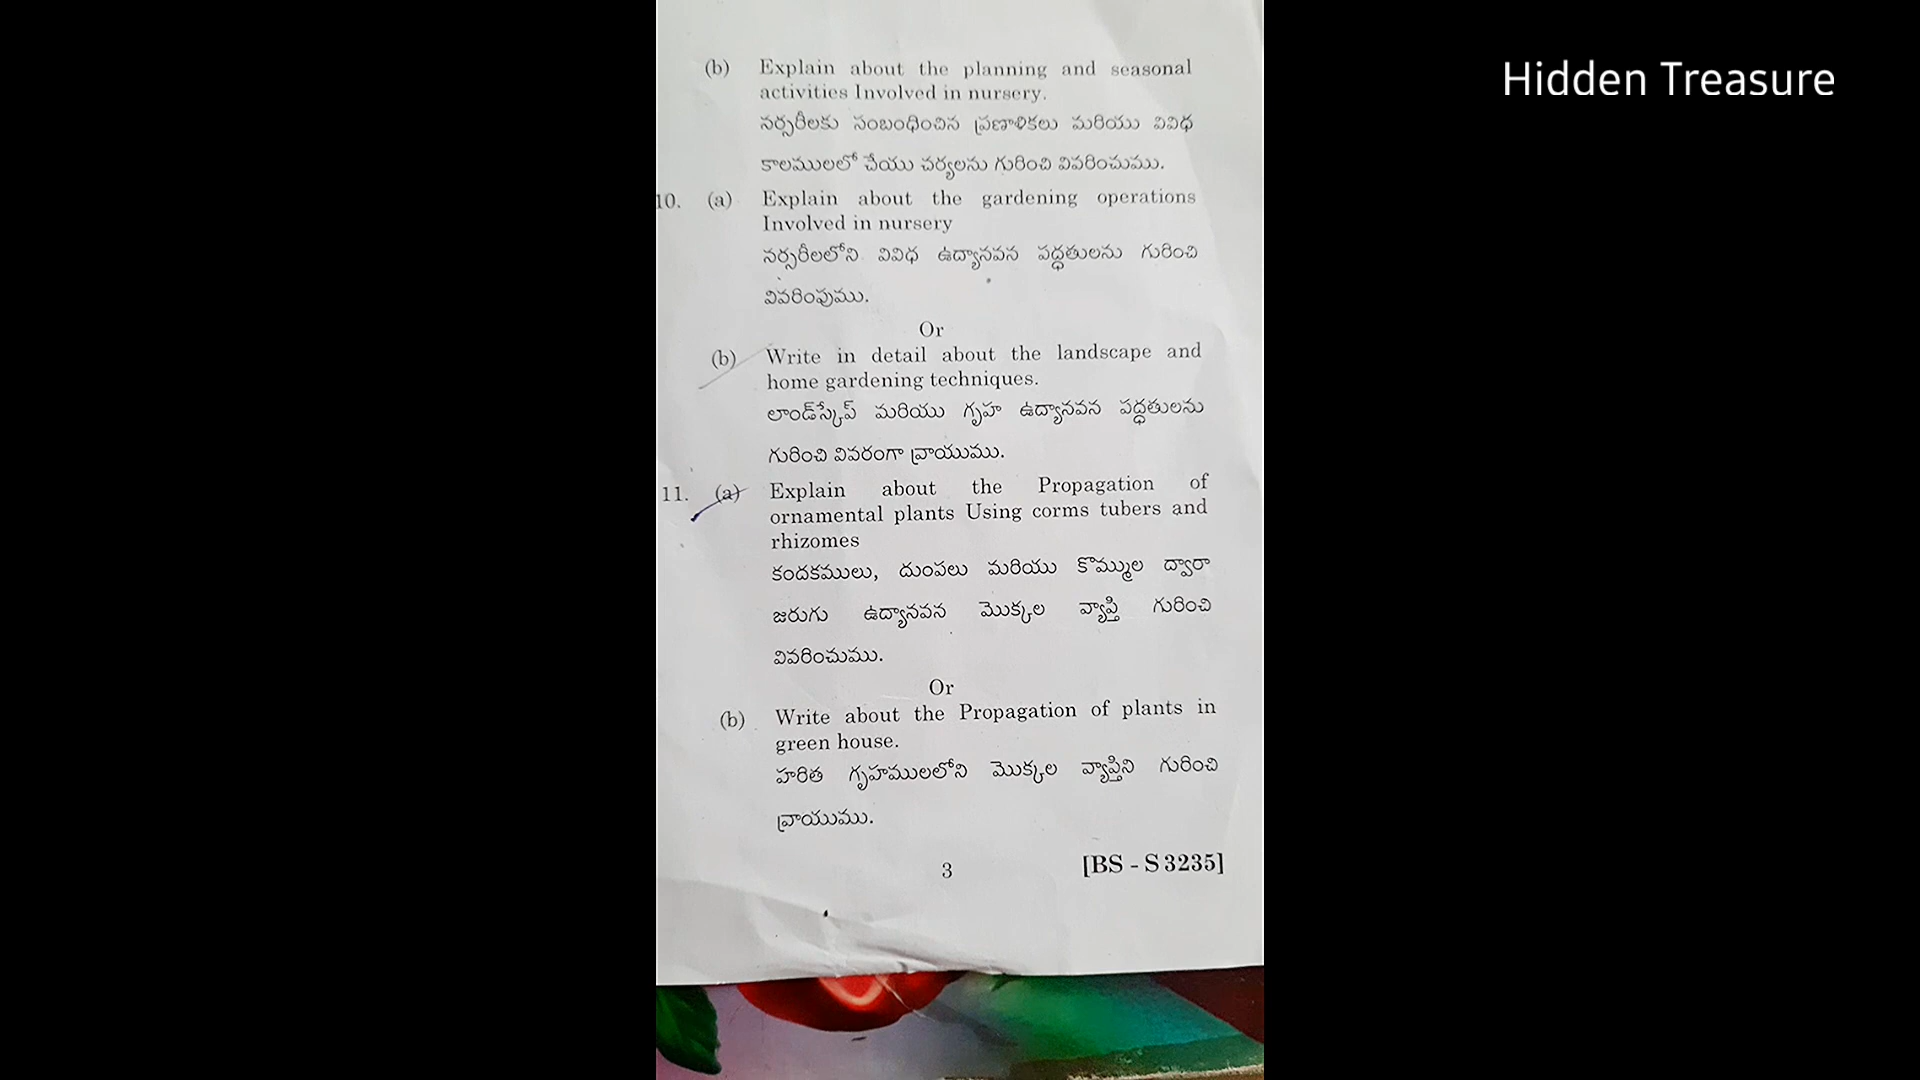 Hidden Treasure
(b) Explain about the planning and seasonal
activities Involved in nursery.
నర్సరీలకు సంబంధించిన ప్రణాళికలు మరియు వివిధ
కాలములలో చేయు చర్యలను గురించి వివరించుము.
10. (a) Explain about the gardening operations
Involved in nursery
నర్సరీలలోని వివిధ ఉద్యానవన పద్ధతులను గురించి
వివరింపుము.
Or
(b) Write in detail about the landscape and
home gardening techniques.
లాండ్‌స్కేప్ మరియు గృహ ఉద్యానవన పద్ధతులను
గురించి వివరంగా వ్రాయుము.
11. (a) Explain about the Propagation of
ornamental plants Using corms tubers and
rhizomes
కందకములు, దుంపలు మరియు కొమ్ముల ద్వారా
జరుగు ఉద్యానవన మొక్కల వ్యాప్తి గురించి
వివరించుము.
Or
(b) Write about the Propagation of plants in
green house.
హరిత గృహములలోని మొక్కల వ్యాప్తిని గురించి
వ్రాయుము.
3 [BS - S 3235]